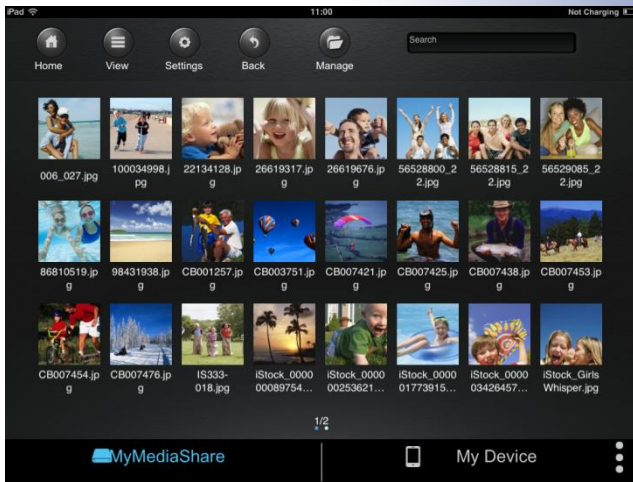 iPad 11:00 Not Charging
Search
Home View Settings Back Manage
006_027.jpg 100034998.j 22134128.jp 26619317.jp 26619676.jp 56528800_2 56528815_2 56529085_2
pg g g g 2.jpg 2.jpg 2.jpg
86810519.jp 98431938.jp CB001257.jp CB003751.jp CB007421.jp CB007425.jp CB007438.jp CB007453.jp
g g g g g g g g
CB007454.jp CB007476.jp IS333- iStock_0000 iStock_0000 iStock_0000 iStock_0000 iStock_Girls
g g 018.jpg 00089754... 00253621... 01773915... 03426457... Whisper.jpg
1/2
MyMediaShare My Device